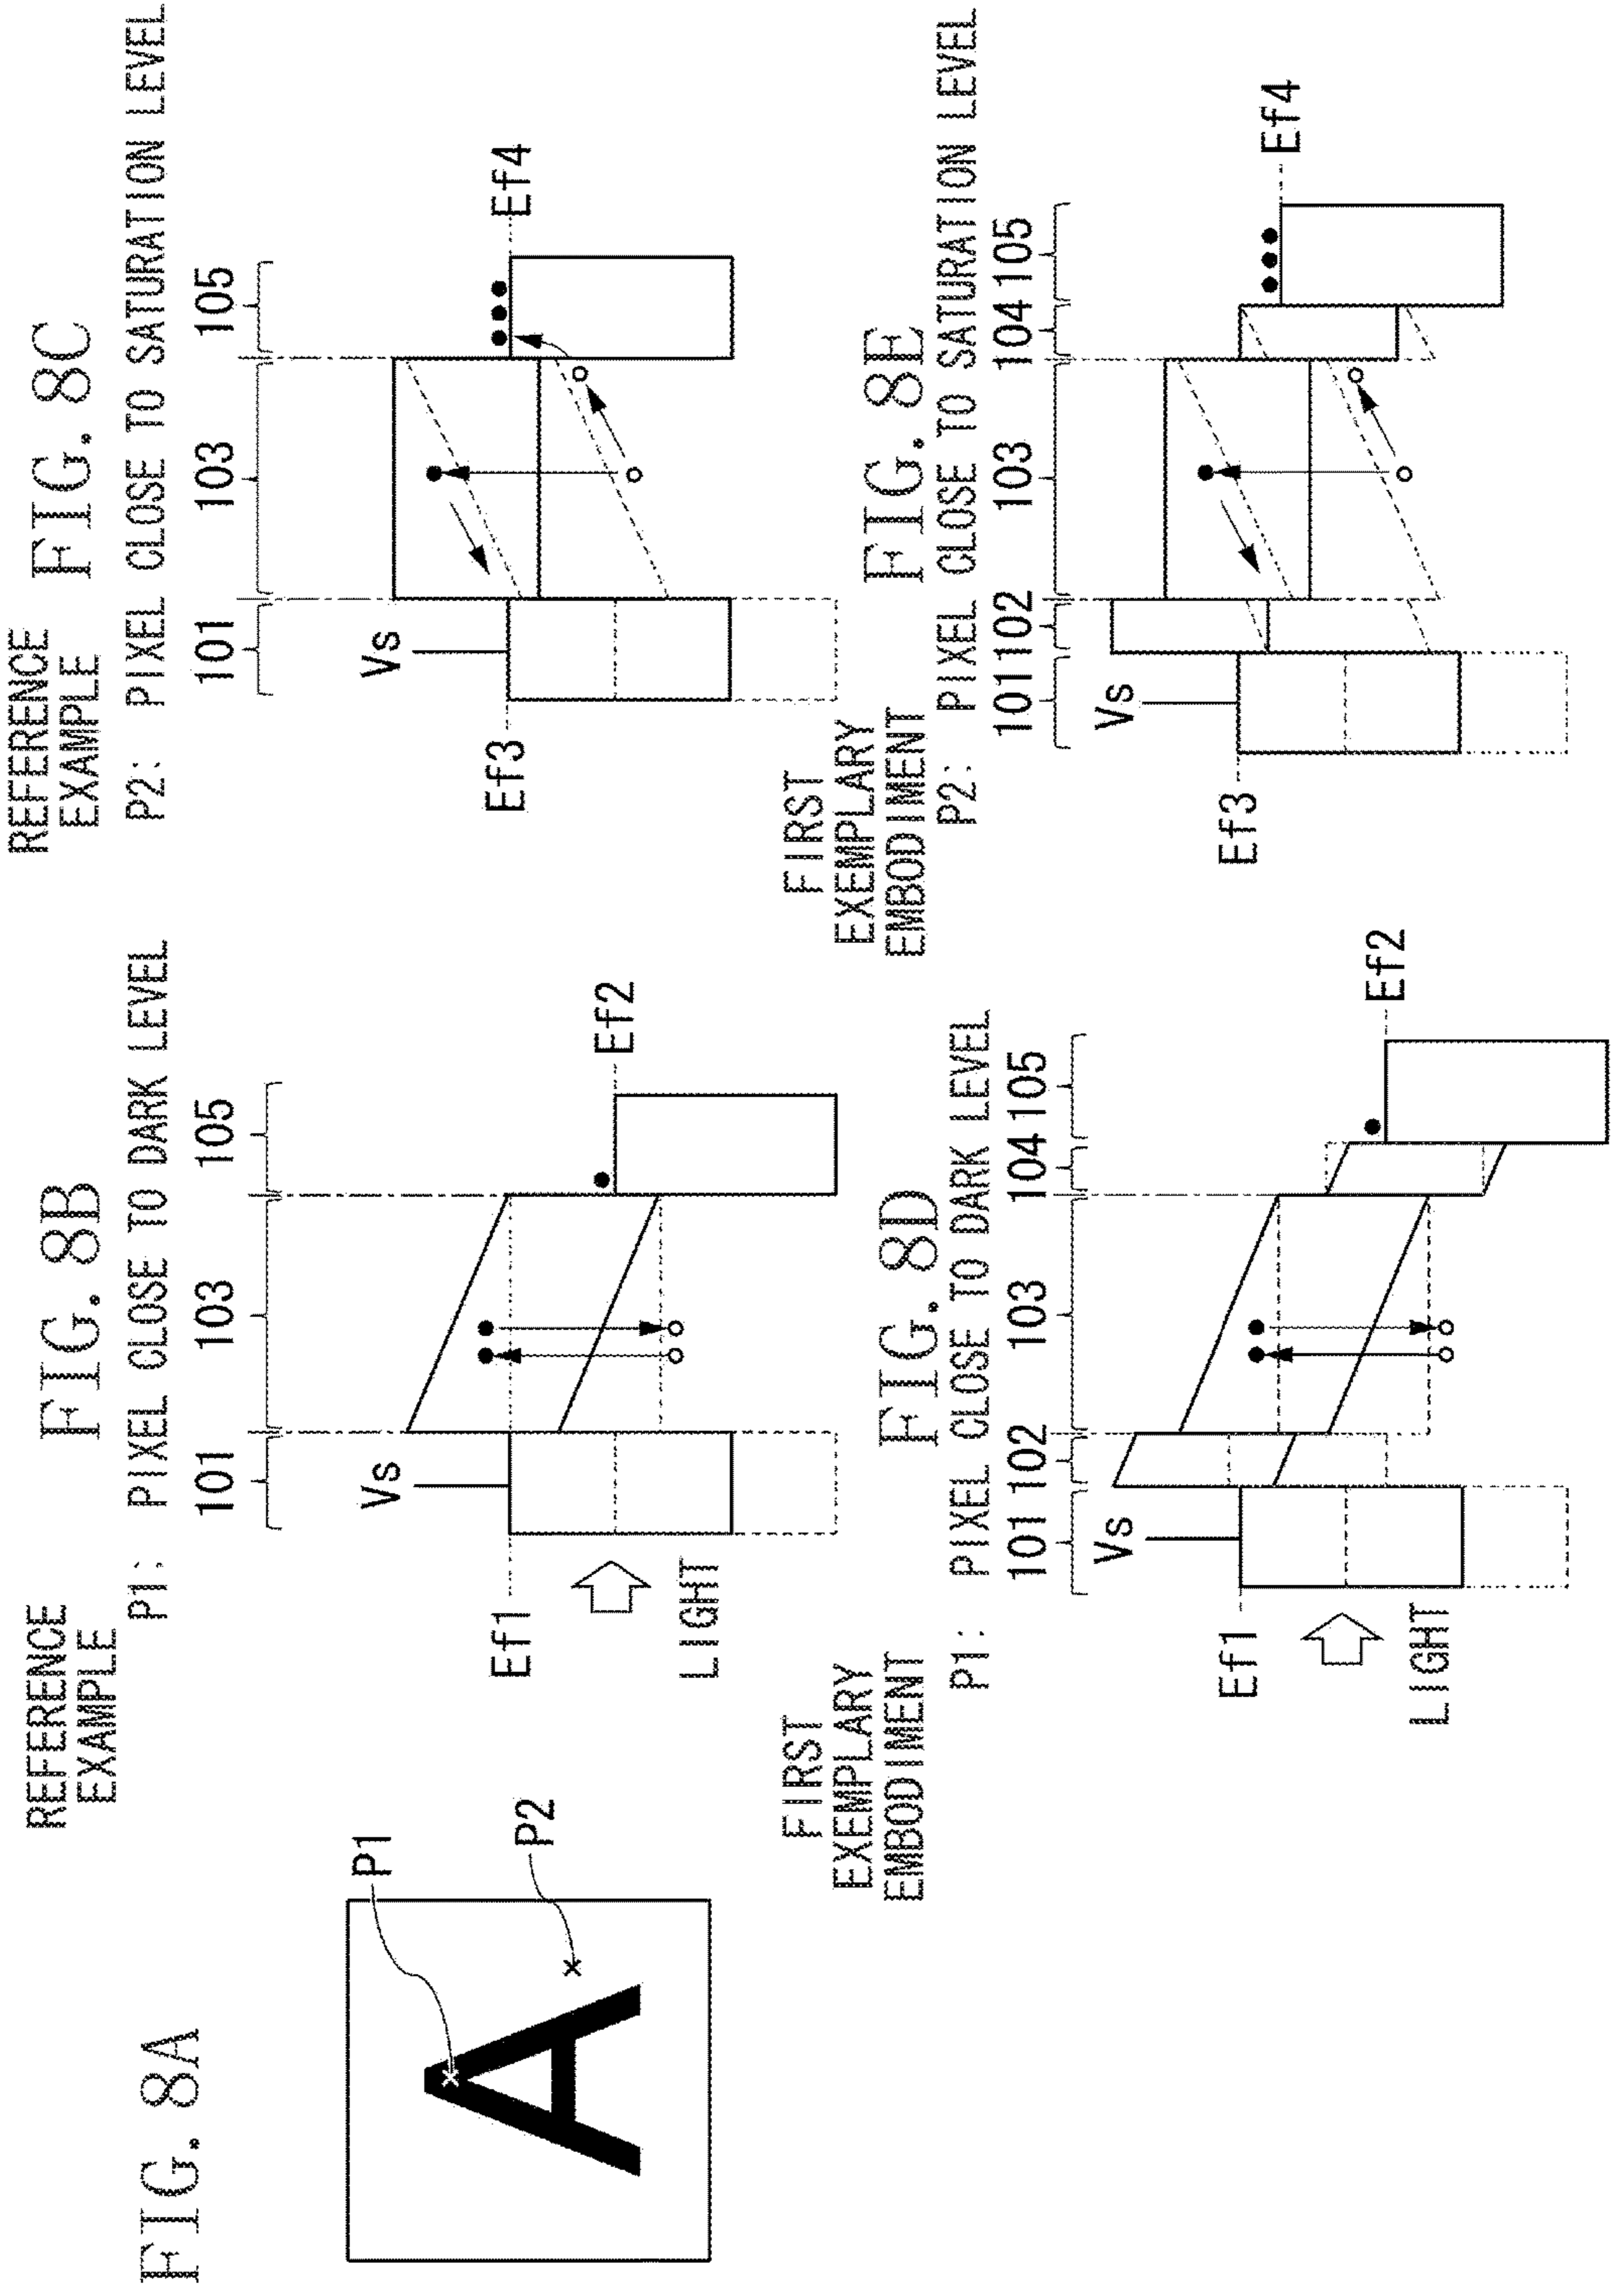 FIG. 8A
P1
P2
A
REFERENCE
EXAMPLE
FIG. 8B
P1: PIXEL CLOSE TO DARK LEVEL
101
103
105
Vs
Ef1
Ef2
LIGHT
REFERENCE
EXAMPLE
FIG. 8C
P2: PIXEL CLOSE TO SATURATION LEVEL
101
103
105
Vs
Ef3
Ef4
FIRST
EXEMPLARY
EMBODIMENT
FIG. 8D
P1: PIXEL CLOSE TO DARK LEVEL
101 102
103
104 105
Vs
Ef1
Ef2
LIGHT
FIRST
EXEMPLARY
EMBODIMENT
FIG. 8E
P2: PIXEL CLOSE TO SATURATION LEVEL
101 102
103
104 105
Vs
Ef3
Ef4